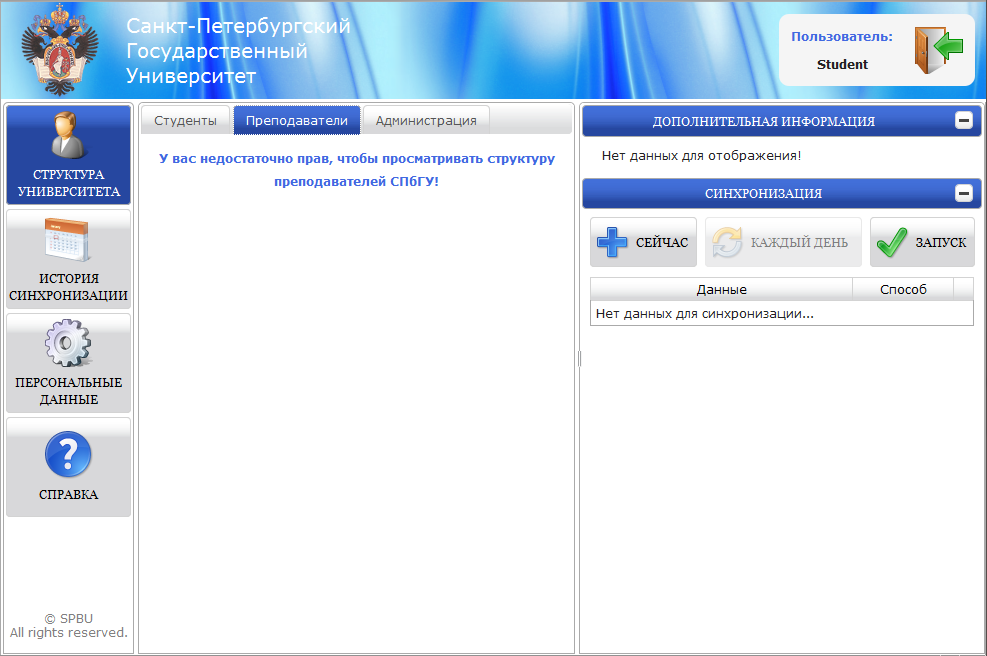 Санкт-Петербургский
Государственный
Университет
Пользователь:
Student
СТРУКТУРА
УНИВЕРСИТЕТА
ИСТОРИЯ
СИНХРОНИЗАЦИИ
ПЕРСОНАЛЬНЫЕ
ДАННЫЕ
СПРАВКА
© SPBU
All rights reserved.
Студенты
Преподаватели
Администрация
У вас недостаточно прав, чтобы просматривать структуру
преподавателей СПбГУ!
ДОПОЛНИТЕЛЬНАЯ ИНФОРМАЦИЯ
Нет данных для отображения!
СИНХРОНИЗАЦИЯ
СЕЙЧАС
КАЖДЫЙ ДЕНЬ
ЗАПУСК
Данные
Способ
Нет данных для синхронизации...